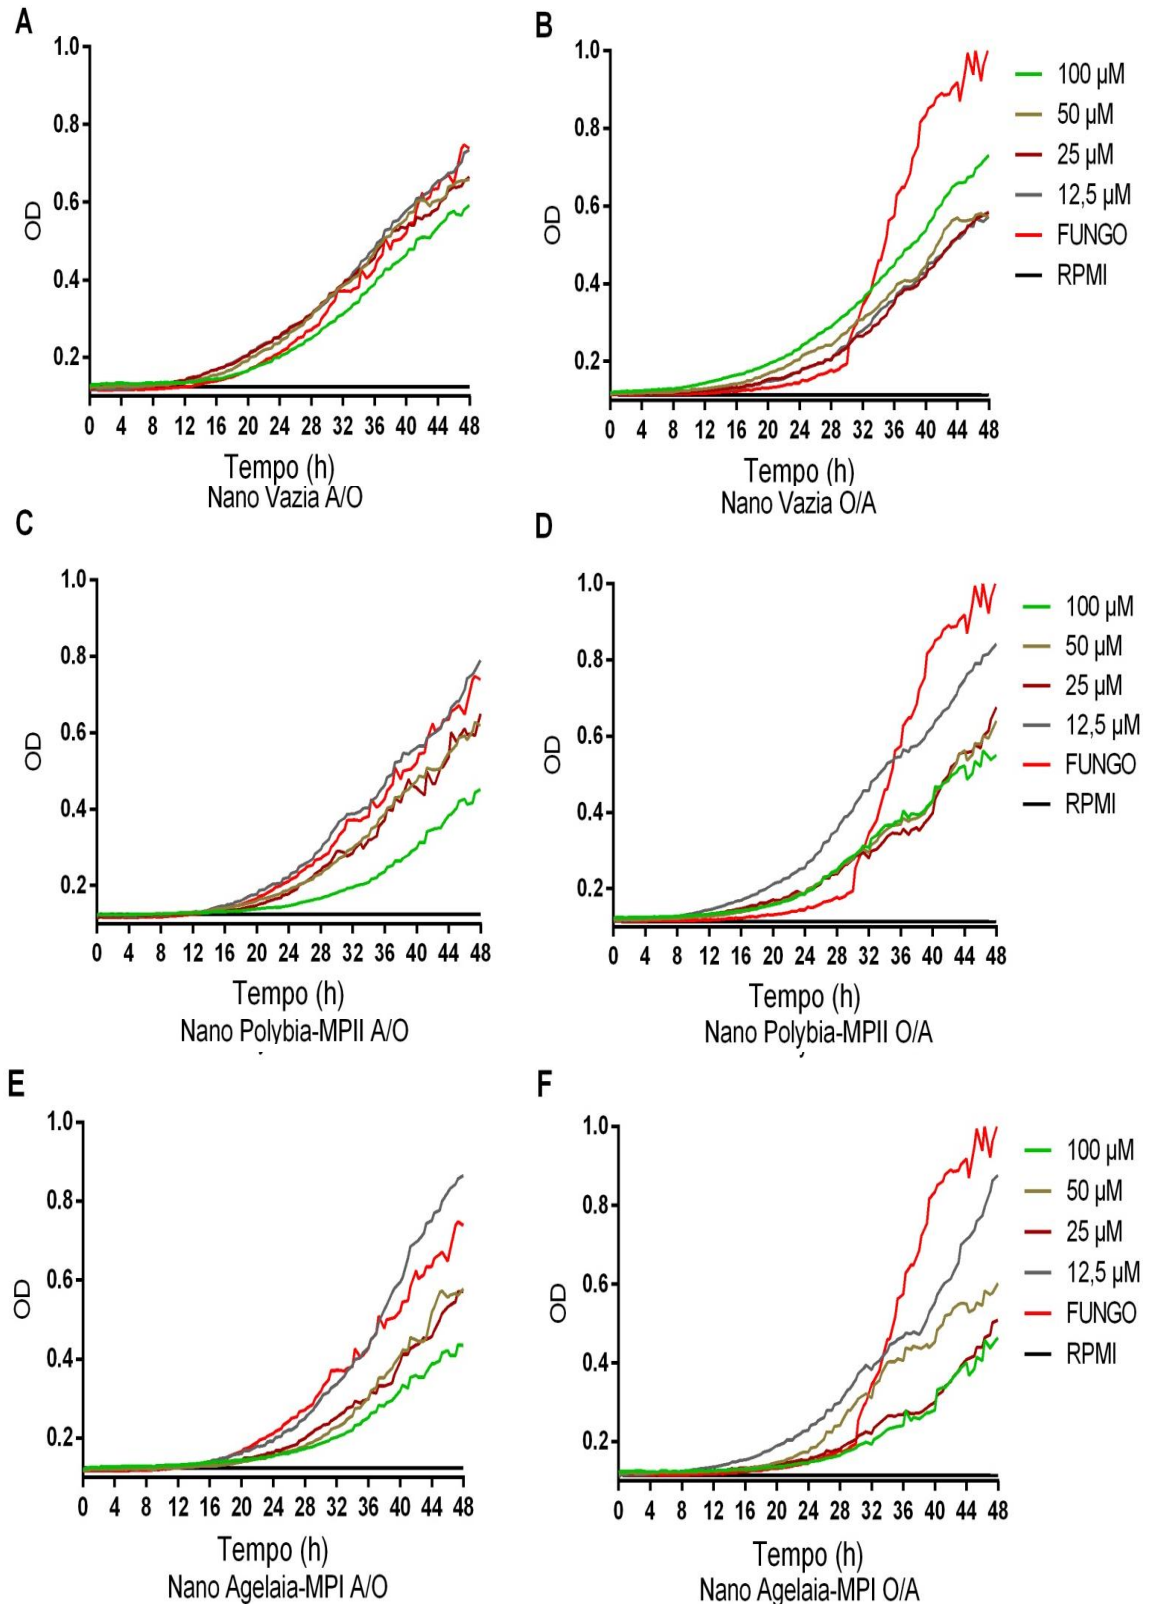 A
1.0
0.8
0.6
0.4
0.2
OD
0 4 8 12 16 20 24 28 32 36 40 44 48
Tempo (h)
Nano Vazia A/O
B
1.0
0.8
0.6
0.4
0.2
OD
0 4 8 12 16 20 24 28 32 36 40 44 48
Tempo (h)
Nano Vazia O/A
100 µM
50 µM
25 µM
12,5 µM
FUNGO
RPMI
C
1.0
0.8
0.6
0.4
0.2
OD
0 4 8 12 16 20 24 28 32 36 40 44 48
Tempo (h)
Nano Polybia-MPII A/O
D
1.0
0.8
0.6
0.4
0.2
OD
0 4 8 12 16 20 24 28 32 36 40 44 48
Tempo (h)
Nano Polybia-MPII O/A
100 µM
50 µM
25 µM
12,5 µM
FUNGO
RPMI
E
1.0
0.8
0.6
0.4
0.2
OD
0 4 8 12 16 20 24 28 32 36 40 44 48
Tempo (h)
Nano Agelaia-MPI A/O
F
1.0
0.8
0.6
0.4
0.2
OD
0 4 8 12 16 20 24 28 32 36 40 44 48
Tempo (h)
Nano Agelaia-MPI O/A
100 µM
50 µM
25 µM
12,5 µM
FUNGO
RPMI